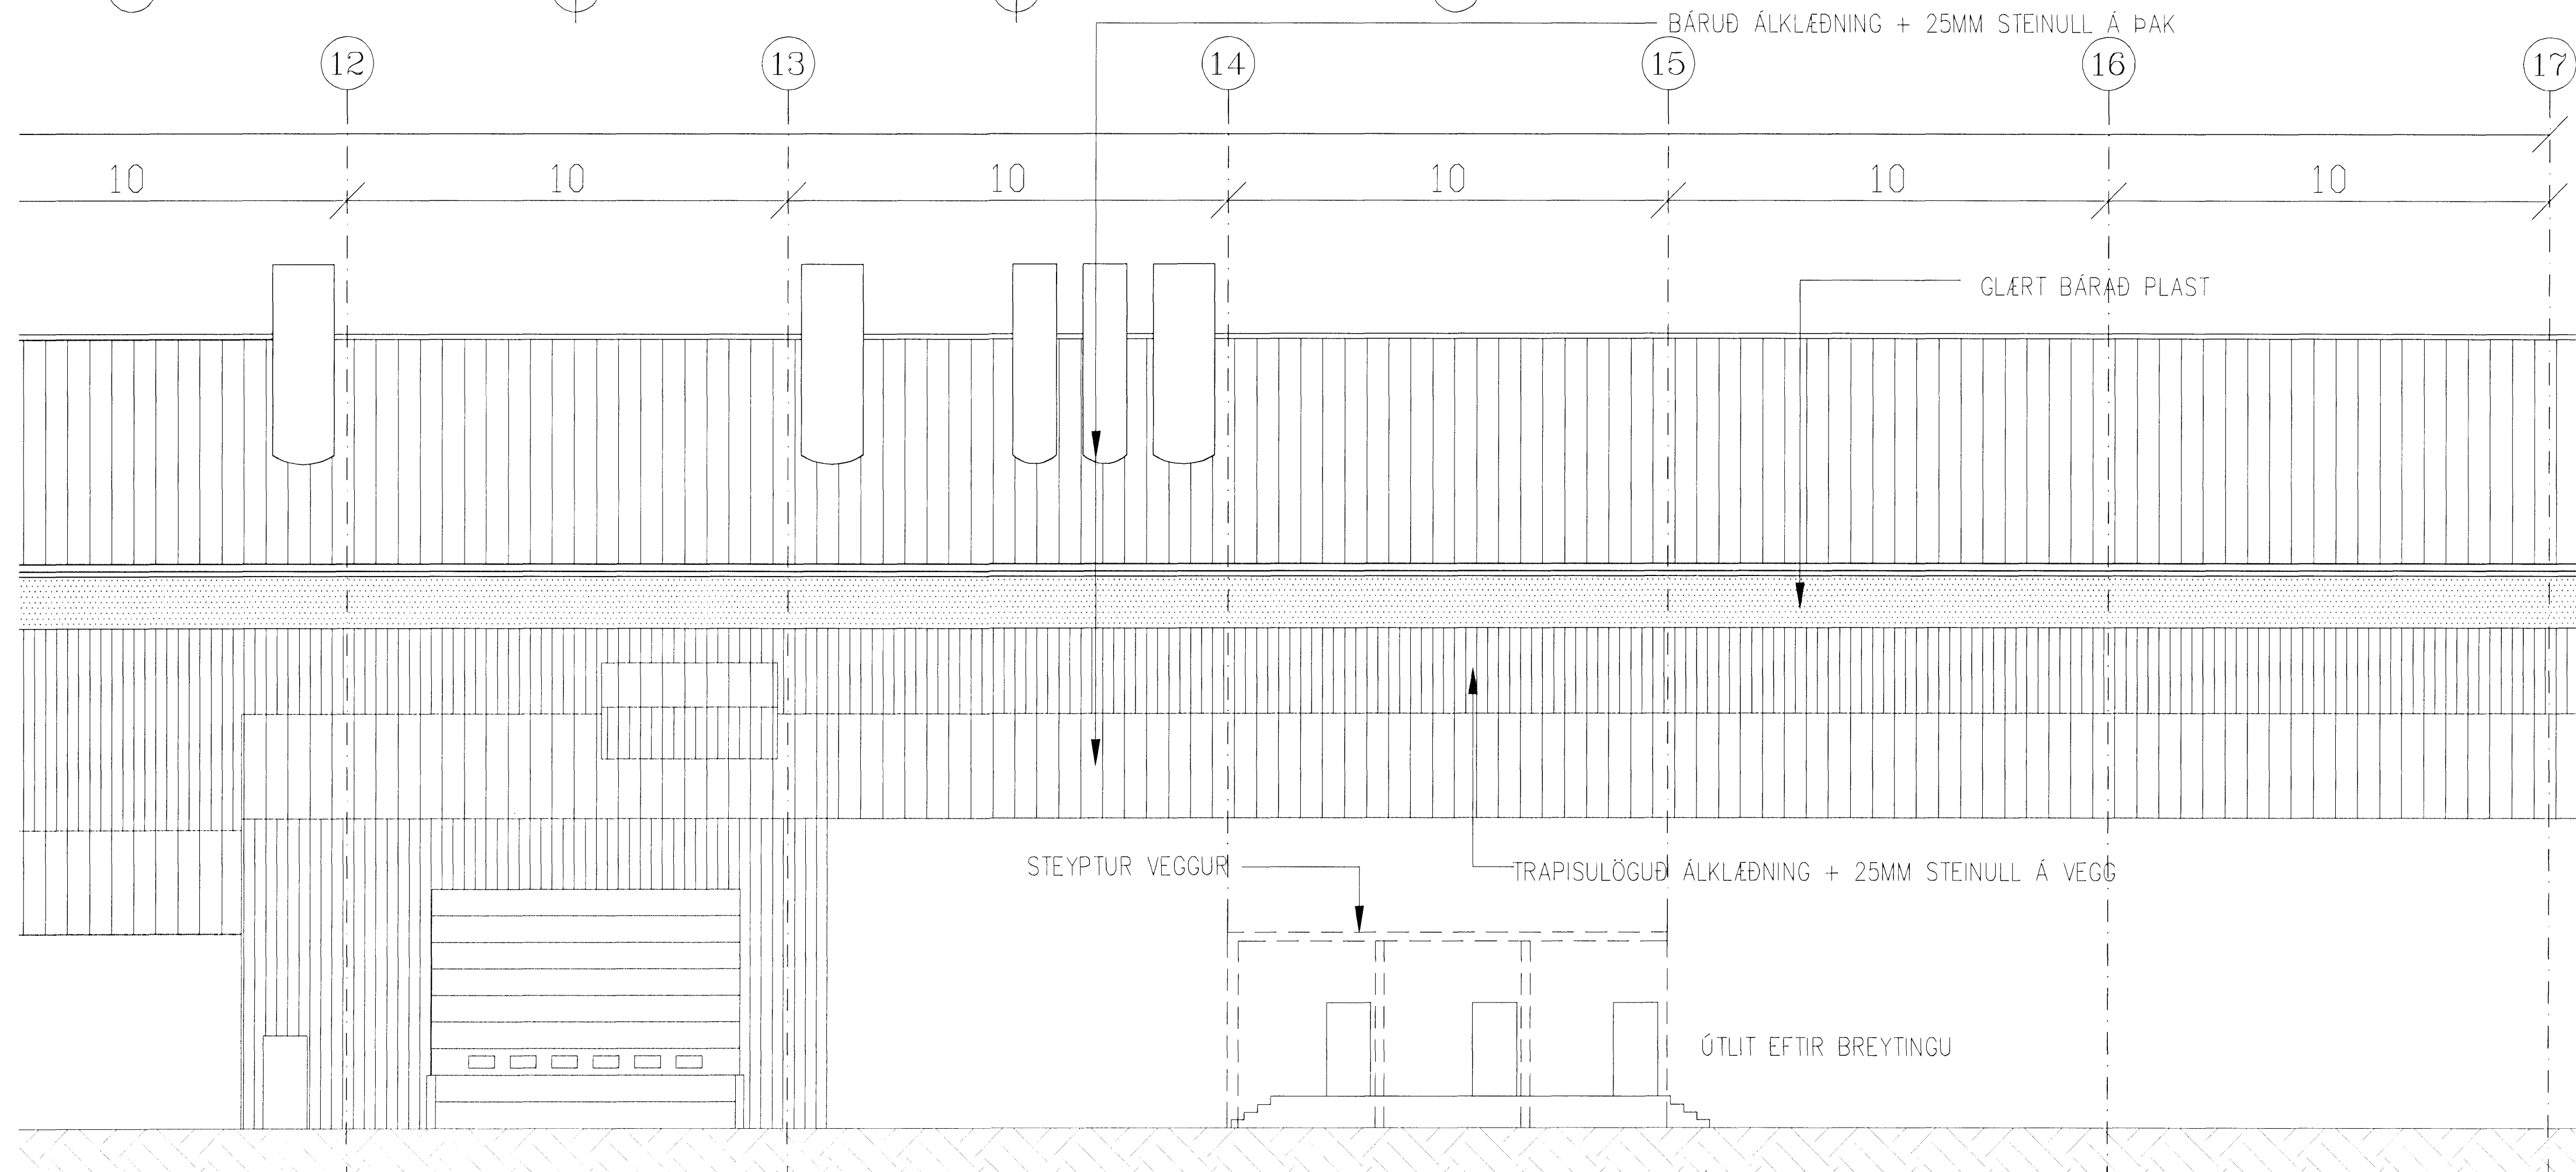 BÁRUÐ ÁLKLÆÐNING + 25MM STEINULL Á ÞAK
12 13 14 15 16 17
10 10 10 10 10 10
GLÆRT BÁRAÐ PLAST
STEYPTUR VEGGUR
TRAPISULÖGUÐ ÁLKLÆÐNING + 25MM STEINULL Á VEGG
ÚTLIT EFTIR BREYTINGU